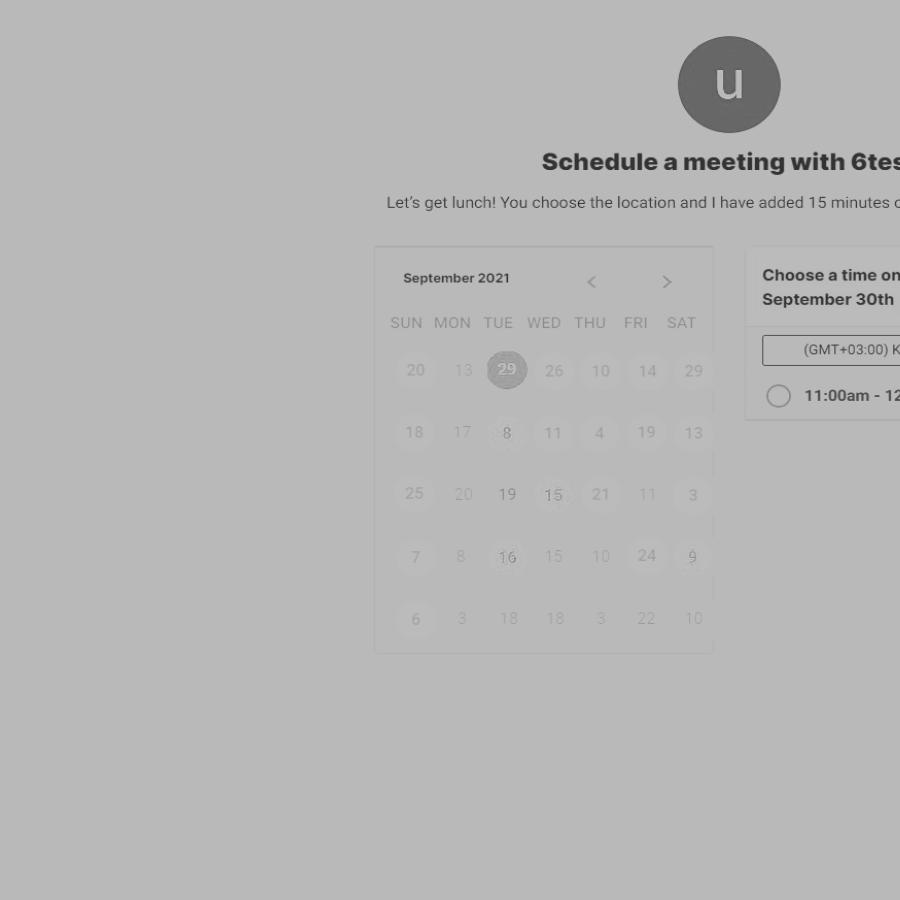 u
Schedule a meeting with 6tes
Let's get lunch! You choose the location and I have added 15 minutes
September 2021 < >
SUN MON TUE WED THU FRI SAT
20 13 29 26 10 14 29
18 17 8 11 4 19 13
25 20 19 15 21 11 3
7 8 16 15 10 24 9
6 3 18 18 3 22 10
Choose a time on
September 30th
(GMT+03:00) K
11:00am - 12